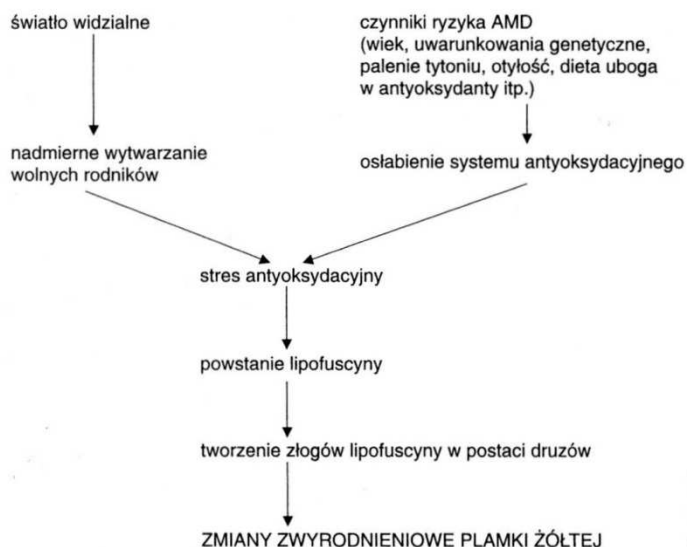 światło widzialne
czynniki ryzyka AMD
(wiek, uwarunkowania genetyczne,
palenie tytoniu, otyłość, dieta uboga
w antyoksydanty itp.)
nadmierne wytwarzanie
wolnych rodników
osłabienie systemu antyoksydacyjnego
stres antyoksydacyjny
powstanie lipofuscyny
tworzenie złogów lipofuscyny w postaci druzów
ZMIANY ZWYRODNIENIOWE PLAMKI ŻÓŁTEJ